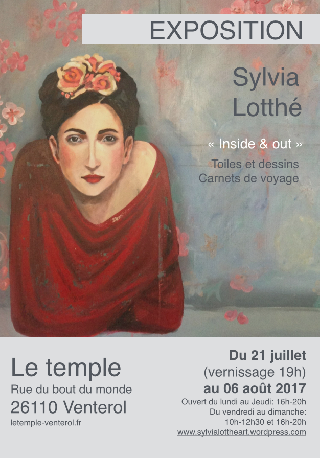 EXPOSITION
Sylvia
Lotthé
« Inside & out »
Toiles et dessins
Carnets de voyage
Le temple
Rue du bout du monde
26110 Venterol
letemple-venterol.fr
Du 21 juillet
(vernissage 19h)
au 06 août 2017
Ouvert du lundi au Jeudi: 16h-20h
Du vendredi au dimanche:
10h-12h30 et 16h-20h
www.sylvialottheart.wordpress.com